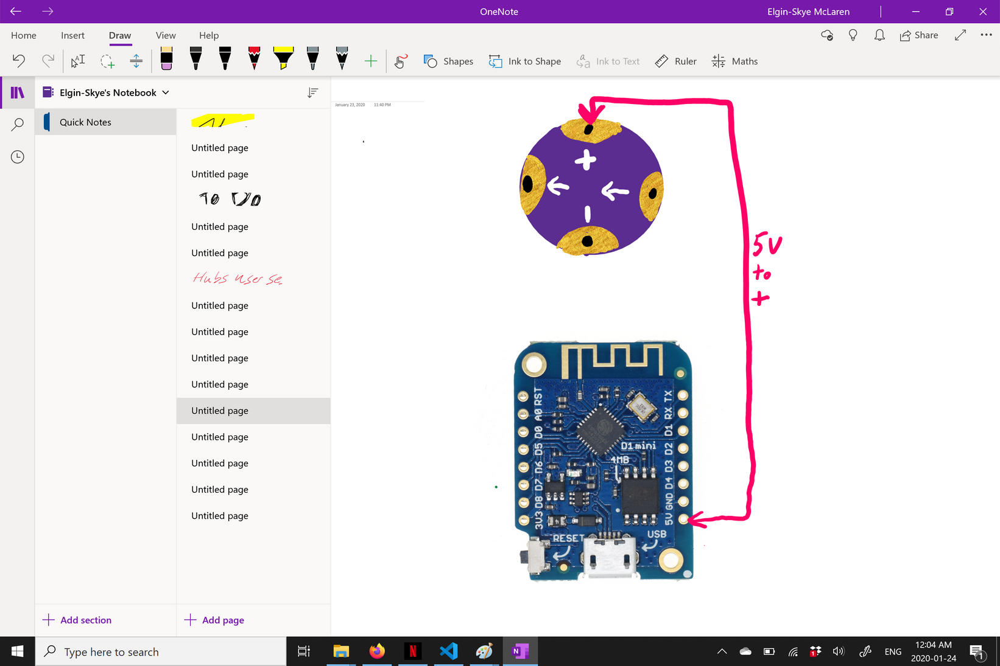 OneNote
Elgin-Skye McLaren
Home
Insert
Draw
View
Help
Share
Shapes
Ink to Shape
Ink to Text
Ruler
Maths
Elgin-Skye's Notebook
Quick Notes
Untitled page
Untitled page
To Do
Untitled page
Untitled page
Hubs user se
Untitled page
Untitled page
Untitled page
Untitled page
Untitled page
Untitled page
Untitled page
Untitled page
Untitled page
Add section
Add page
January 23, 2020
11:40 PM
+
-
5V
to
+
RST
A0
D0
D5
D6
D7
D8
3V3
TX
RX
D1
D2
D3
D4
GND
5V
D1 mini
4MB
RESET
USB
Type here to search
N
N
1
ENG
12:04 AM
2020-01-24
1